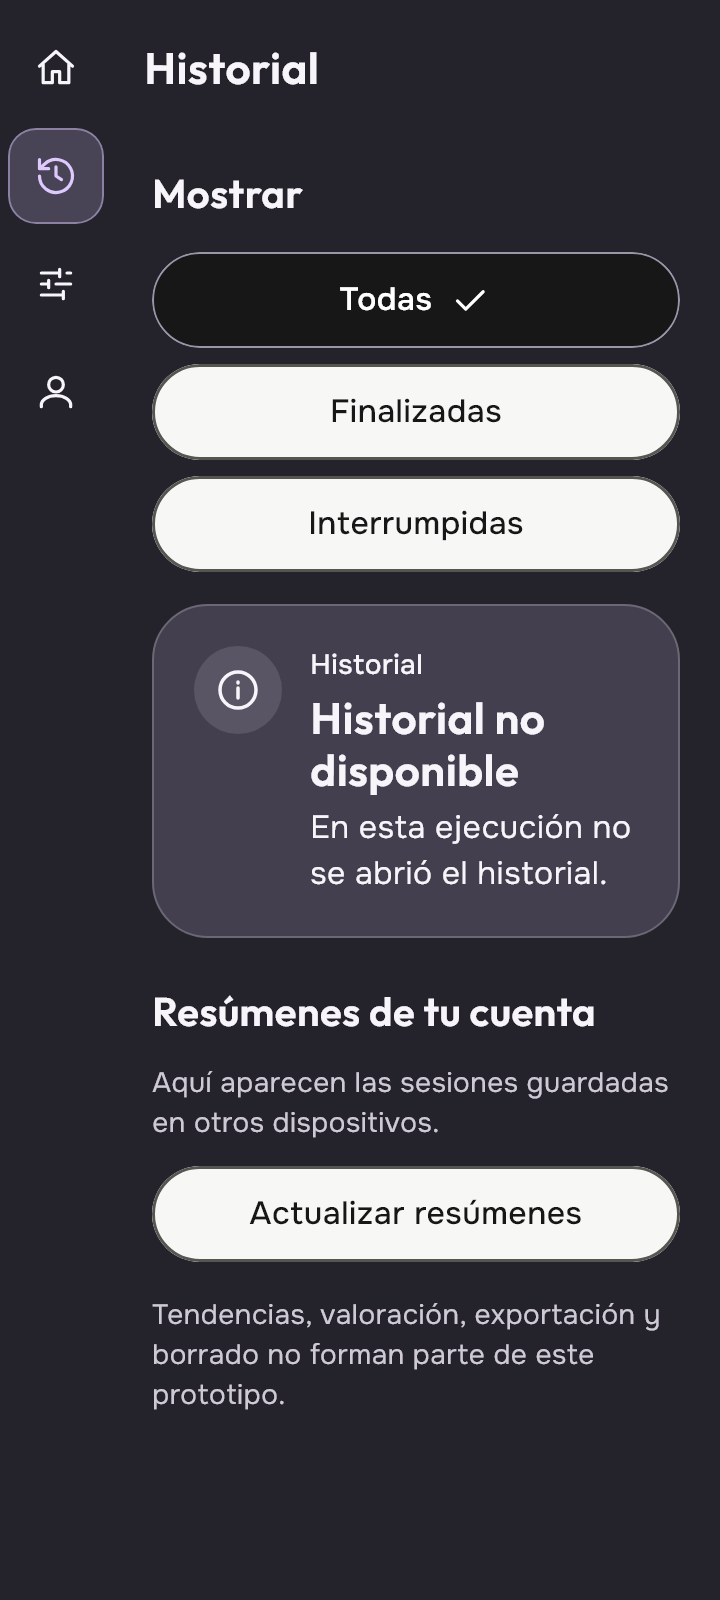 Historial
Mostrar
Todas
Finalizadas
Interrumpidas
Historial
Historial no
disponible
En esta ejecución no
se abrió el historial.
Resúmenes de tu cuenta
Aquí aparecen las sesiones guardadas
en otros dispositivos.
Actualizar resúmenes
Tendencias, valoración, exportación y
borrado no forman parte de este
prototipo.